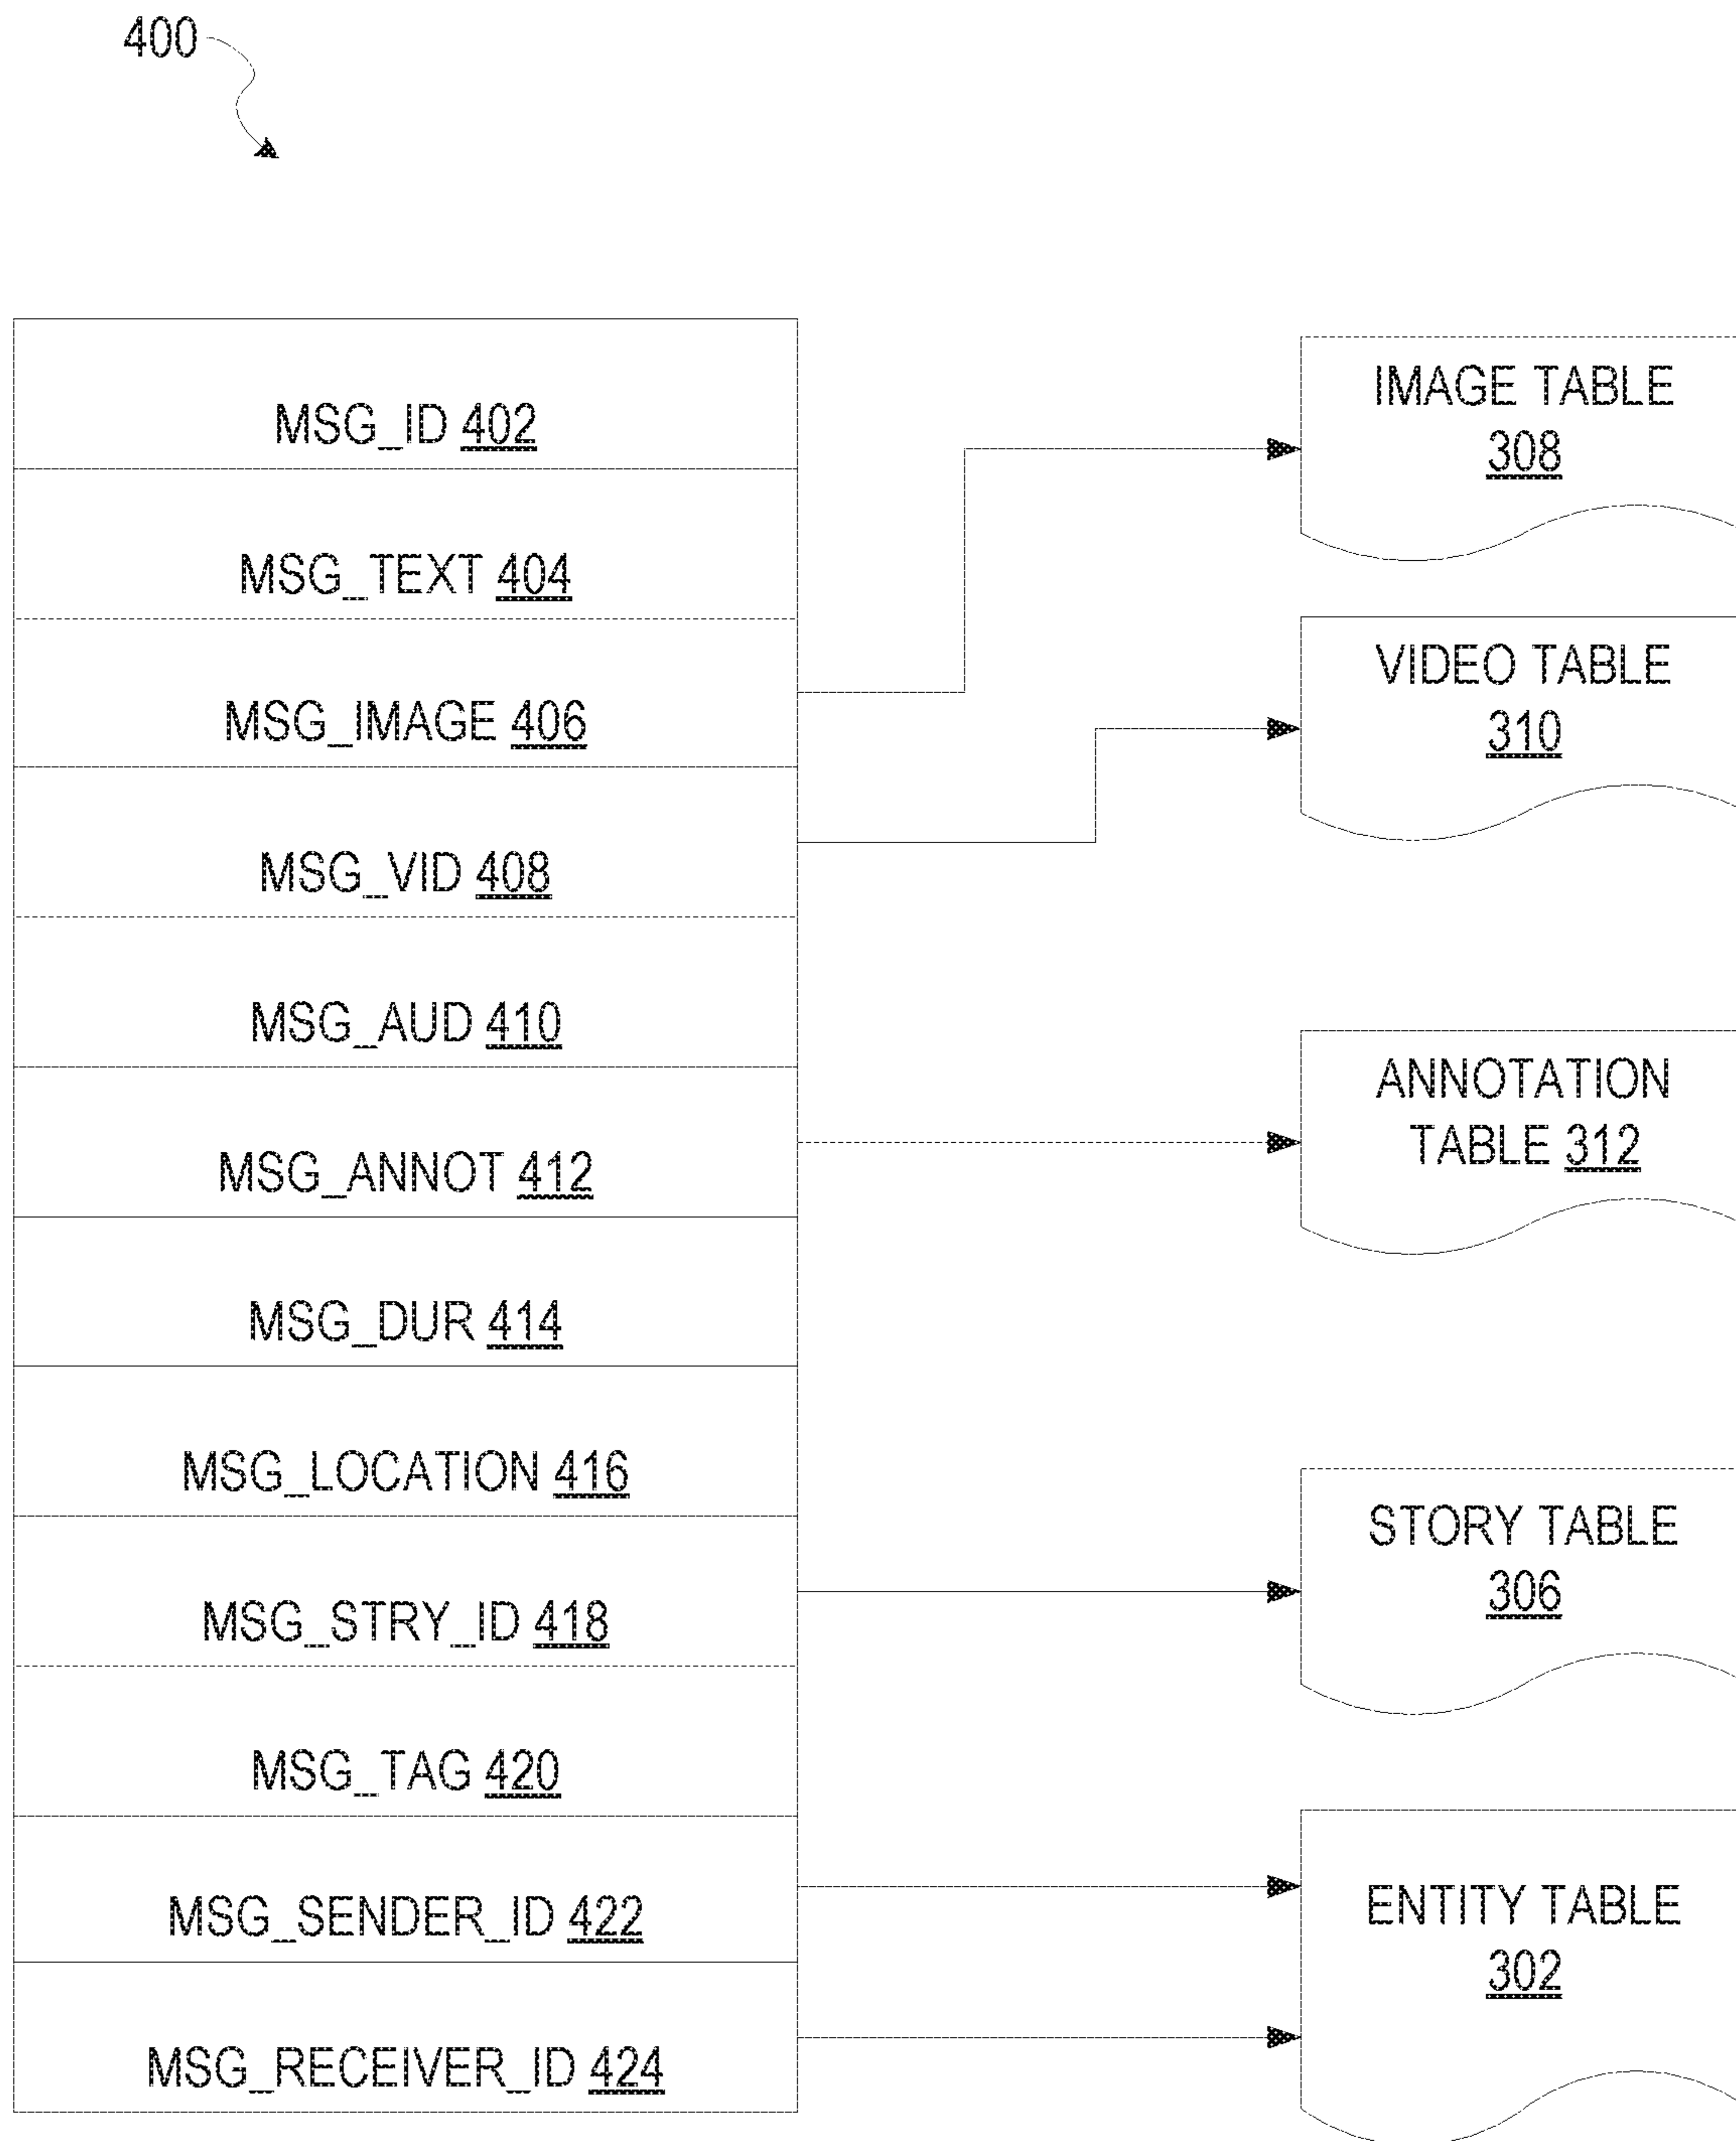 400
MSG_ID 402
MSG_TEXT 404
MSG_IMAGE 406
MSG_VID 408
MSG_AUD 410
MSG_ANNOT 412
MSG_DUR 414
MSG_LOCATION 416
MSG_STRY_ID 418
MSG_TAG 420
MSG_SENDER_ID 422
MSG_RECEIVER_ID 424
IMAGE TABLE
308
VIDEO TABLE
310
ANNOTATION
TABLE 312
STORY TABLE
306
ENTITY TABLE
302